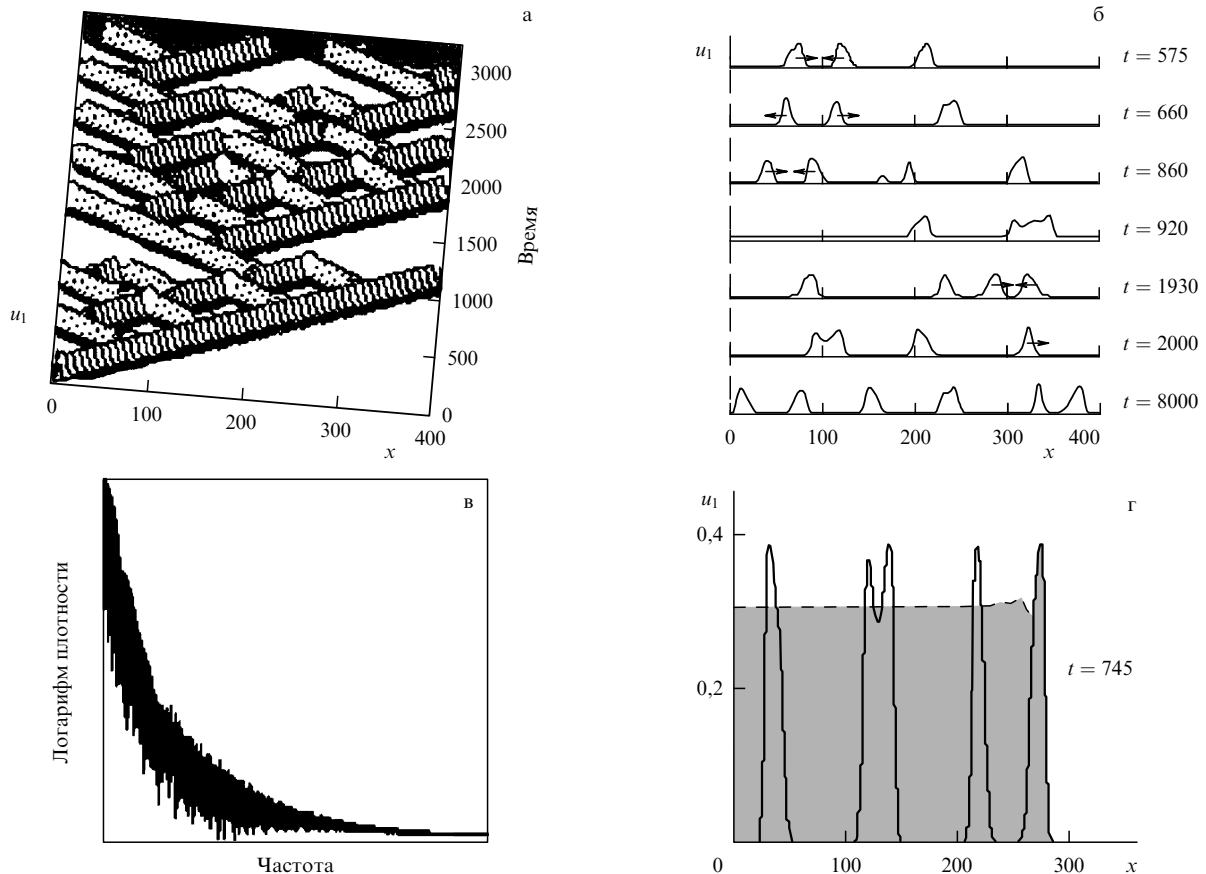 а
3000
2500
2000
Время
1500
1000
u₁
500
0
0
100
200
300
400
x
б
u₁
t = 575
t = 660
t = 860
t = 920
t = 1930
t = 2000
t = 8000
0
100
200
300
400
x
в
Логарифм плотности
Частота
г
u₁
0,4
0,2
t = 745
0
100
200
300
x